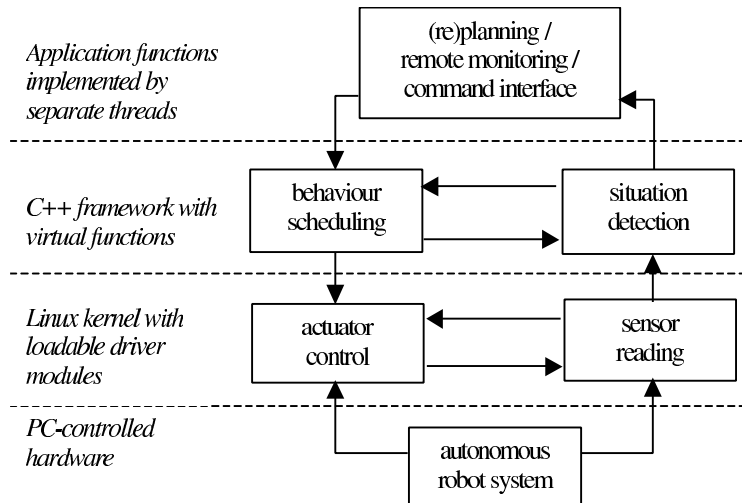 Application functions
implemented by
separate threads
(re)planning /
remote monitoring /
command interface
C++ framework with
virtual functions
behaviour
scheduling
situation
detection
Linux kernel with
loadable driver
modules
actuator
control
sensor
reading
PC-controlled
hardware
autonomous
robot system